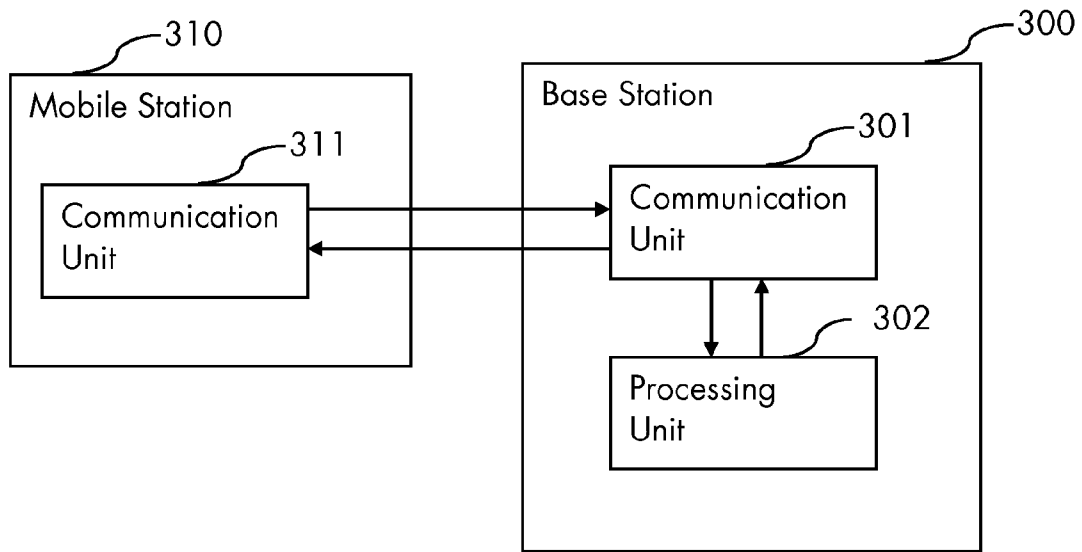 310
Mobile Station
311
Communication
Unit
300
Base Station
301
Communication
Unit
302
Processing
Unit